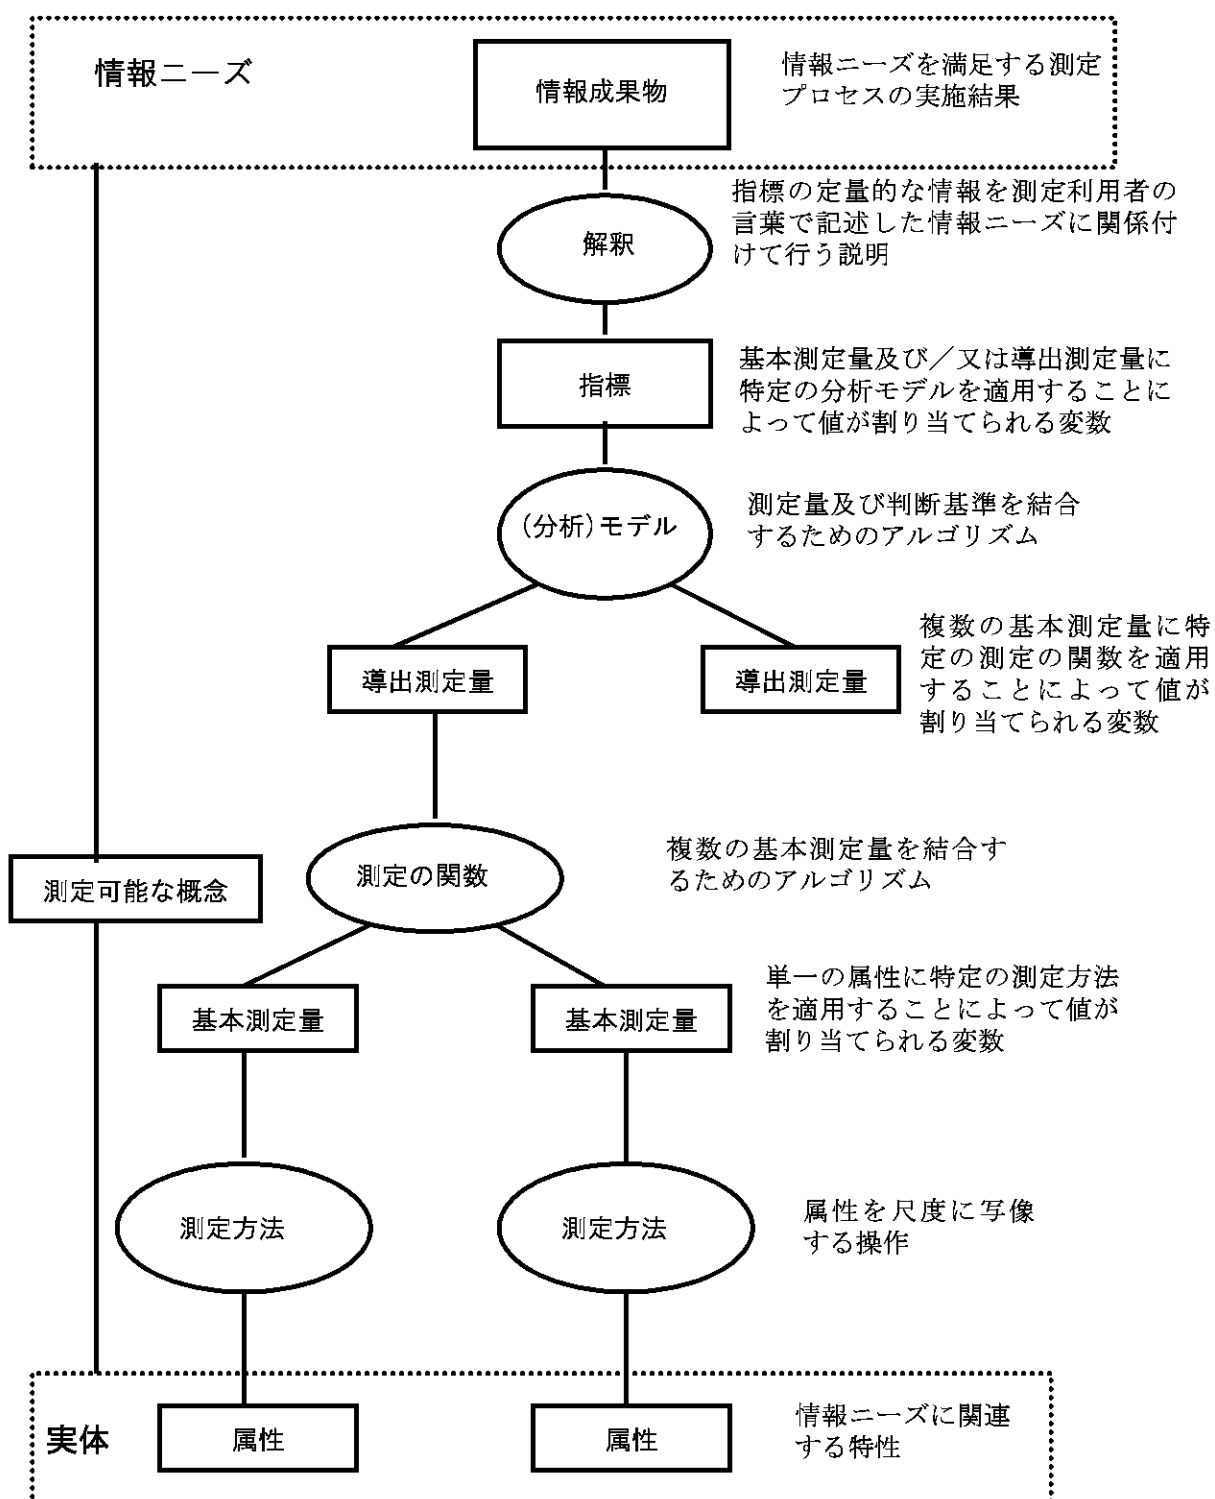 情報ニーズ
情報成果物
情報ニーズを満足する測定
プロセスの実施結果
解釈
指標の定量的な情報を測定利用者の
言葉で記述した情報ニーズに関係付
けて行う説明
指標
基本測定量及び／又は導出測定量に
特定の分析モデルを適用することに
よって値が割り当てられる変数
(分析)モデル
測定量及び判断基準を結合
するためのアルゴリズム
導出測定量
導出測定量
複数の基本測定量に特
定の測定の関数を適用
することによって値が
割り当てられる変数
測定可能な概念
測定の関数
複数の基本測定量を結合す
るためのアルゴリズム
基本測定量
基本測定量
単一の属性に特定の測定方法
を適用することによって値が
割り当てられる変数
測定方法
測定方法
属性を尺度に写像
する操作
実体
属性
属性
情報ニーズに関連
する特性